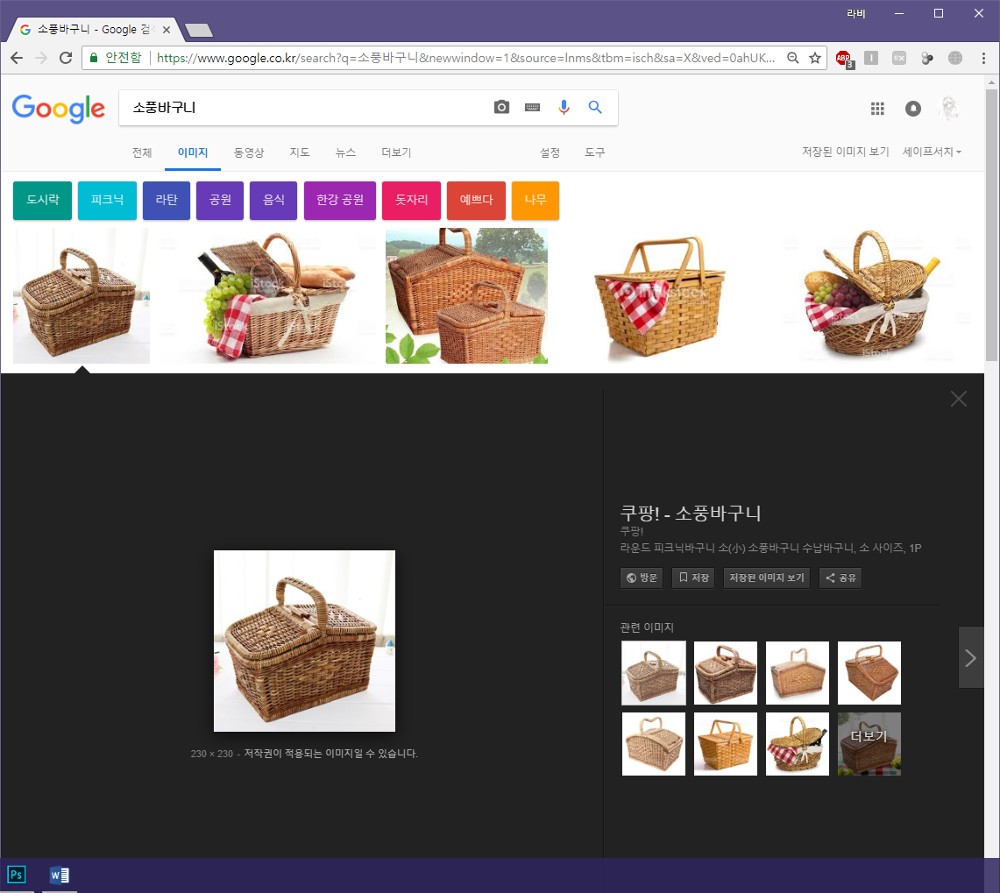 라비
소풍바구니 - Google 검색
안전함 https://www.google.co.kr/search?q=소풍바구니&newwindow=1&source=lnms&tbm=isch&sa=X&ved=0ahUK...
ABP 3
Google 소풍바구니
전체 이미지 동영상 지도 뉴스 더보기 설정 도구 저장된 이미지 보기 세이프서치
도시락 피크닉 라탄 공원 음식 한강 공원 돗자리 예쁘다 나무
iStock
쿠팡! - 소풍바구니
쿠팡!
라운드 피크닉바구니 소(小) 소풍바구니 수납바구니, 소 사이즈, 1P
방문 저장 저장된 이미지 보기 공유
관련 이미지
더보기
230 × 230 - 저작권이 적용되는 이미지일 수 있습니다.
Ps W